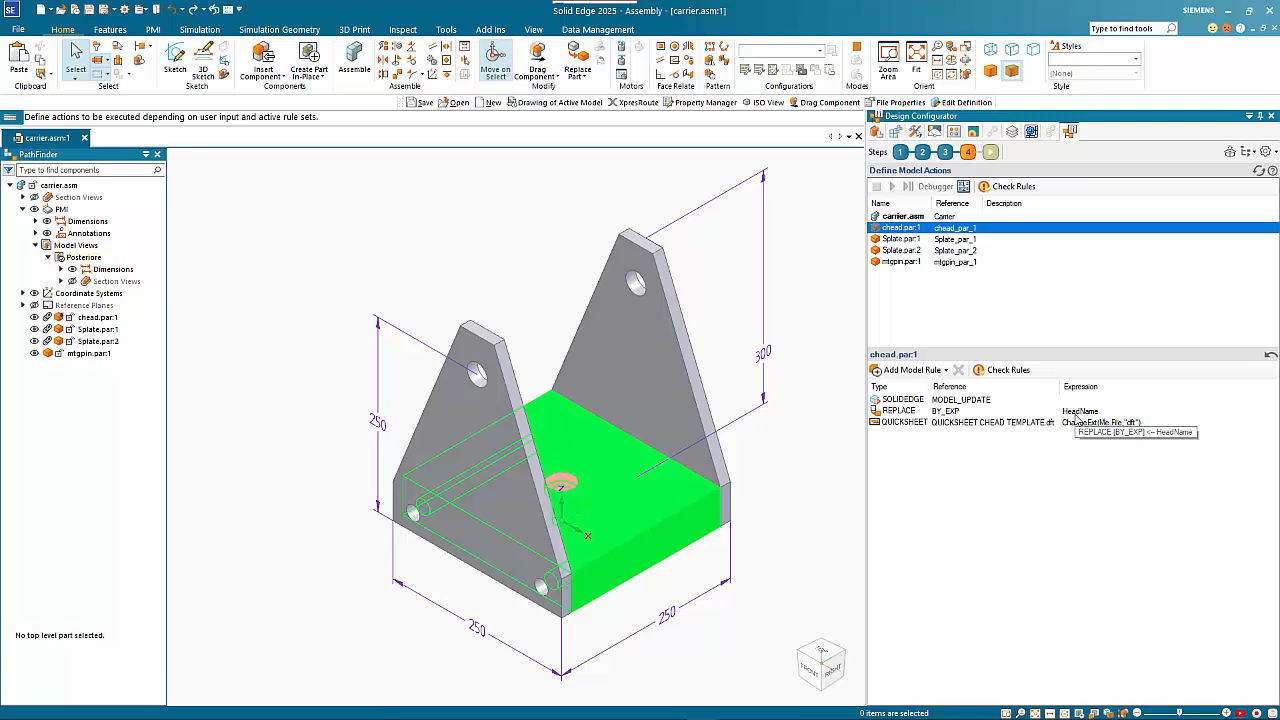 Solid Edge 2025 - Assembly - [carrier.asm:1]
SIEMENS
SE
File
Home
Features
PMI
Simulation
Simulation Geometry
3D Print
Inspect
Tools
Add Ins
View
Data Management
Type to find tools
Paste
Select
Sketch
3D
Sketch
Insert
Component
Create Part
In-Place
Assemble
Move on
Select
Drag
Component
Replace
Part
Zoom
Area
Fit
Styles
(None)
Clipboard
Select
Sketch
Components
Assemble
Modify
Motors
Face Relate
Pattern
Configurations
Modes
Orient
Style
Save
Open
New
Drawing of Active Model
XpresRoute
Property Manager
ISO View
Drag Component
File Properties
Edit Definition
Define actions to be executed depending on user input and active rule sets.
carrier.asm:1
PathFinder
Type to find components
carrier.asm
Section Views
PMI
Dimensions
Annotations
Model Views
Posteriore
Dimensions
Section Views
Coordinate Systems
Reference Planes
chead.par:1
Splate.par:1
Splate.par:2
mtgpin.par:1
No top level part selected.
300
250
250
250
Z
X
TOP
FRONT
RIGHT
Design Configurator
Steps
1
2
3
4
Define Model Actions
Debugger
Check Rules
Name Reference Description
carrier.asm Carrier
chead.par:1 chead_par_1
Splate.par:1 Splate_par_1
Splate.par:2 Splate_par_2
mtgpin.par:1 mtgpin_par_1
chead.par:1
Add Model Rule
Check Rules
Type Reference Expression
SOLIDEDGE MODEL_UPDATE
REPLACE BY_EXP HeadName
QUICKSHEET QUICKSHEET CHEAD TEMPLATE.dft ChangeExt(Me.File,"dft")
REPLACE [BY_EXP] <-- HeadName
0 items are selected